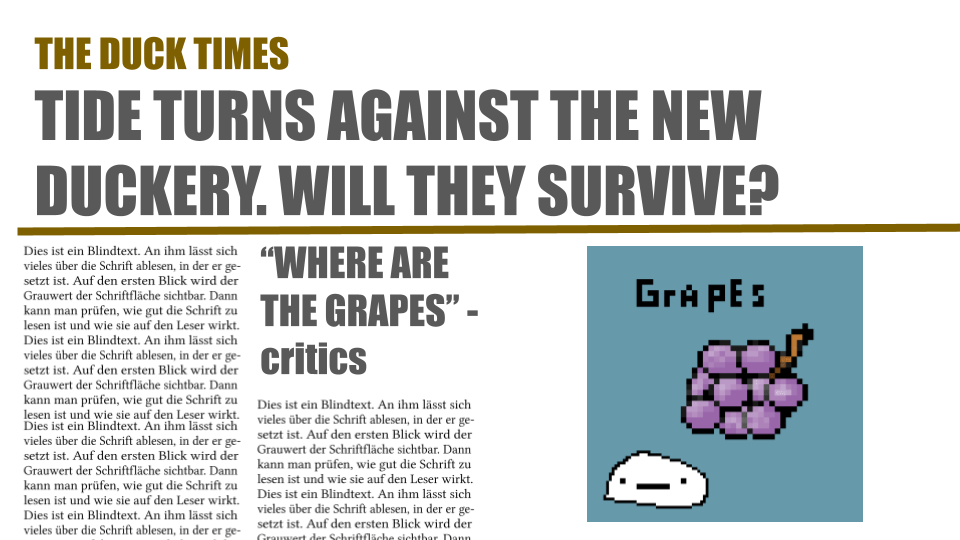 THE DUCK TIMES
TIDE TURNS AGAINST THE NEW
DUCKERY. WILL THEY SURVIVE?
Dies ist ein Blindtext. An ihm lässt sich
vieles über die Schrift ablesen, in der er ge-
setzt ist. Auf den ersten Blick wird der
Grauwert der Schriftfläche sichtbar. Dann
kann man prüfen, wie gut die Schrift zu
lesen ist und wie sie auf den Leser wirkt.
Dies ist ein Blindtext. An ihm lässt sich
vieles über die Schrift ablesen, in der er ge-
setzt ist. Auf den ersten Blick wird der
Grauwert der Schriftfläche sichtbar. Dann
kann man prüfen, wie gut die Schrift zu
lesen ist und wie sie auf den Leser wirkt.
Dies ist ein Blindtext. An ihm lässt sich
vieles über die Schrift ablesen, in der er ge-
setzt ist. Auf den ersten Blick wird der
Grauwert der Schriftfläche sichtbar. Dann
kann man prüfen, wie gut die Schrift zu
lesen ist und wie sie auf den Leser wirkt.
Dies ist ein Blindtext. An ihm lässt sich
vieles über die Schrift ablesen, in der er ge-
“WHERE ARE
THE GRAPES” -
critics
Dies ist ein Blindtext. An ihm lässt sich
vieles über die Schrift ablesen, in der er ge-
setzt ist. Auf den ersten Blick wird der
Grauwert der Schriftfläche sichtbar. Dann
kann man prüfen, wie gut die Schrift zu
lesen ist und wie sie auf den Leser wirkt.
Dies ist ein Blindtext. An ihm lässt sich
vieles über die Schrift ablesen, in der er ge-
setzt ist. Auf den ersten Blick wird der
Grauwert der Schriftfläche sichtbar. Dann
GrApEs